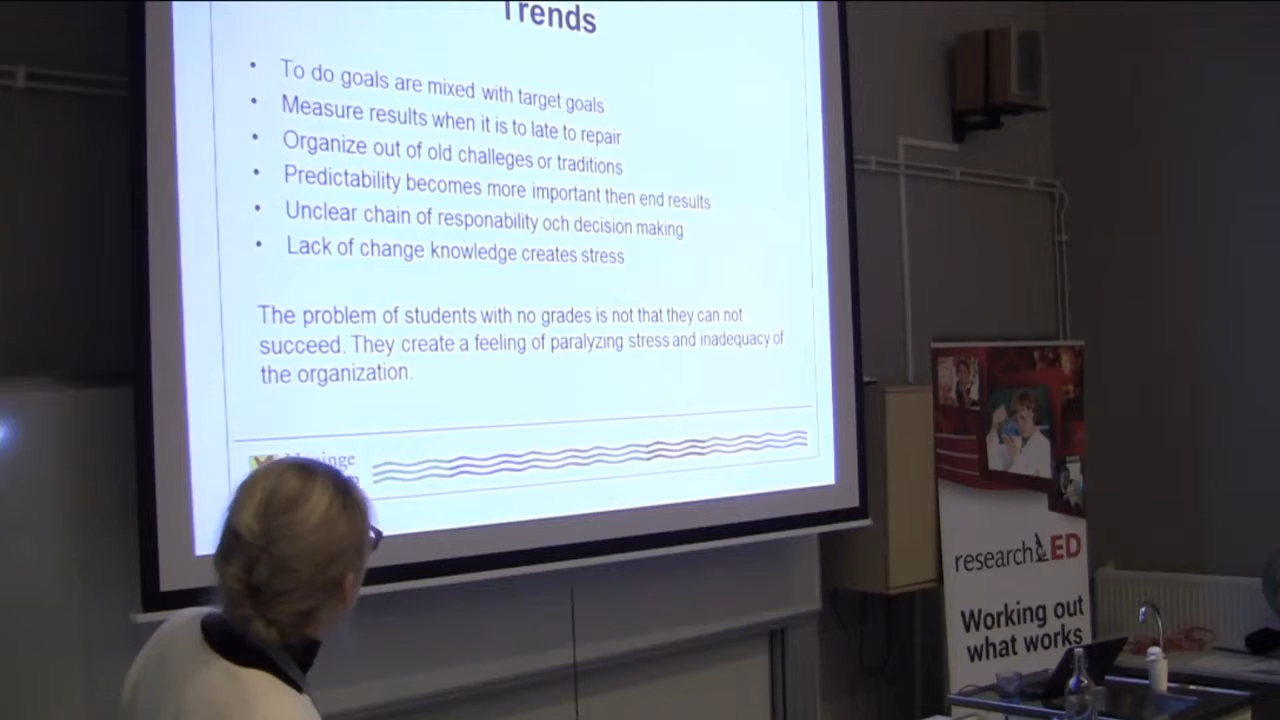 Trends
• To do goals are mixed with target goals
• Measure results when it is to late to repair
• Organize out of old challeges or traditions
• Predictability becomes more important then end results
• Unclear chain of responability och decision making
• Lack of change knowledge creates stress
The problem of students with no grades is not that they can not
succeed. They create a feeling of paralyzing stress and inadequacy of
the organization.
researchED
Working out
what works